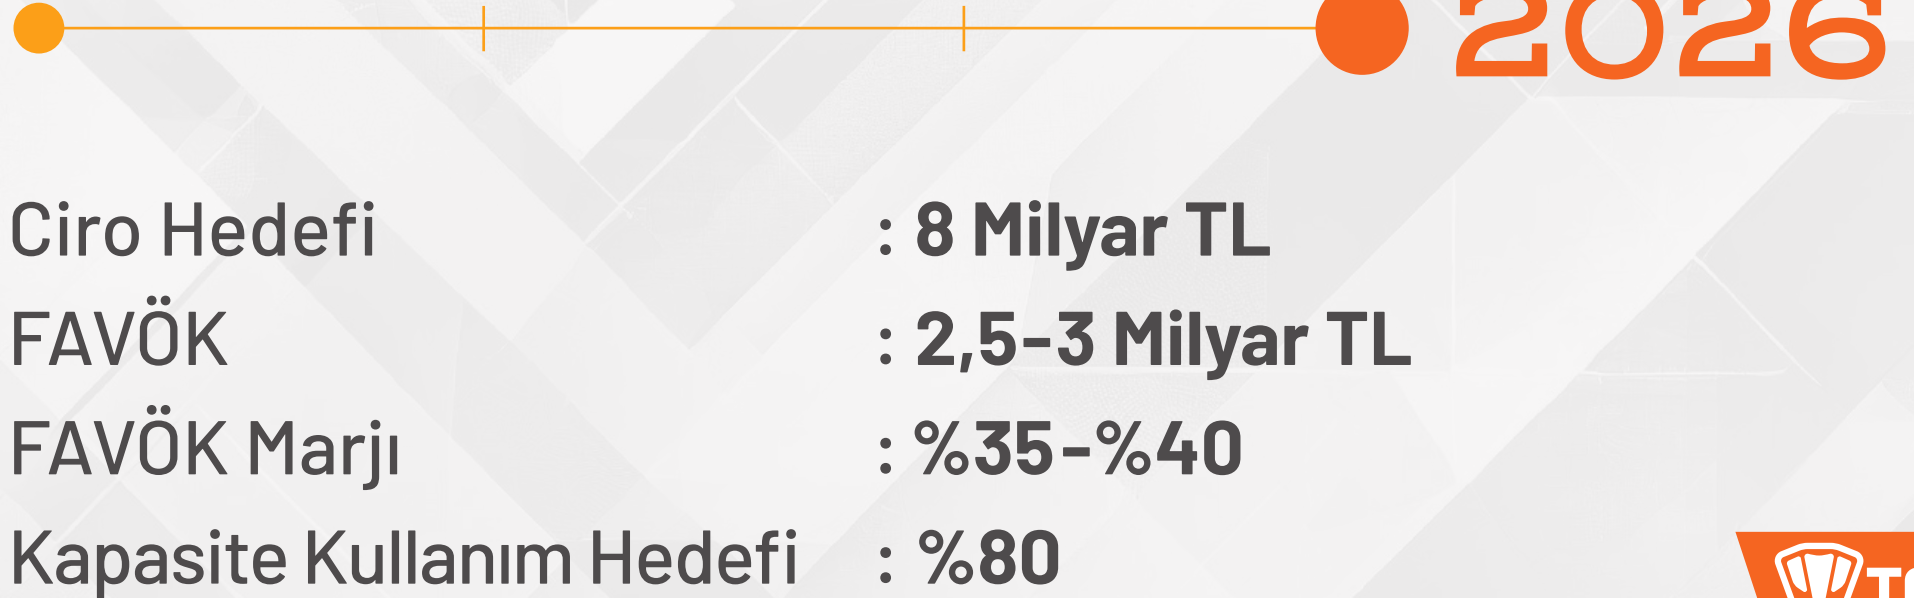 2026
Ciro Hedefi : 8 Milyar TL
FAVÖK : 2,5-3 Milyar TL
FAVÖK Marjı : %35-%40
Kapasite Kullanım Hedefi : %80